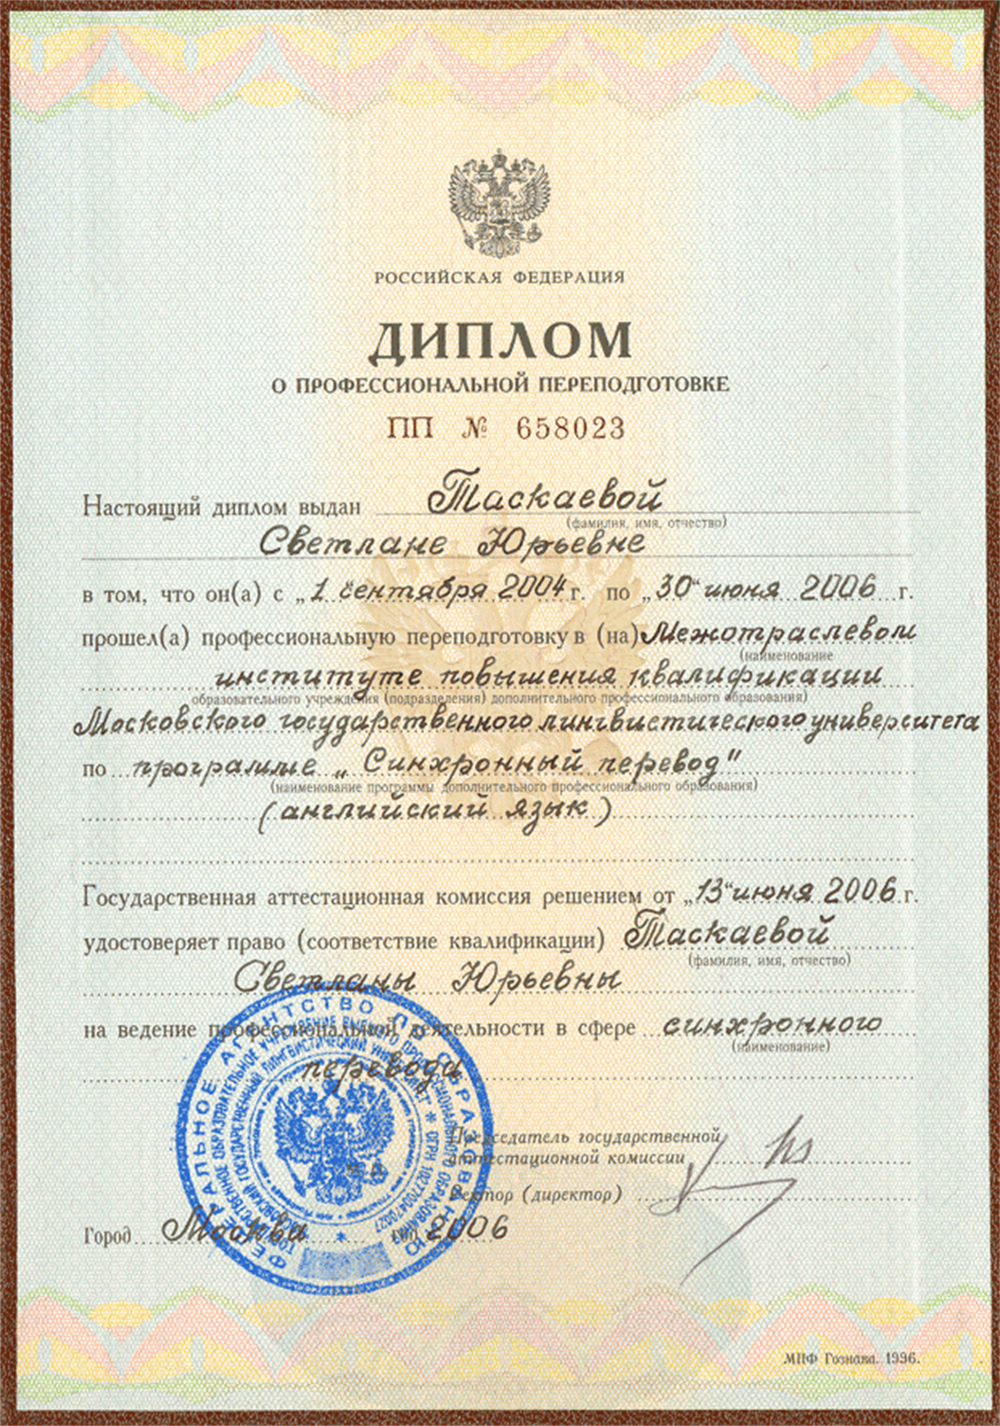 РОССИЙСКАЯ ФЕДЕРАЦИЯ
ДИПЛОМ
О ПРОФЕССИОНАЛЬНОЙ ПЕРЕПОДГОТОВКЕ
ПП № 658023
Настоящий диплом выдан Таскаевой
(фамилия, имя, отчество)
Светлане Юрьевне
в том, что он(а) с „1 сентября 2004 г. по „30“ июня 2006 г.
прошел(а) профессиональную переподготовку в (на) Межотраслевом
(наименование
институте повышения квалификации
образовательного учреждения (подразделения) дополнительного профессионального образования)
Московского государственного лингвистического университета
по программе „Синхронный перевод"
(наименование программы дополнительного профессионального образования)
(английский язык)
Государственная аттестационная комиссия решением от „13“ июня 2006 г.
удостоверяет право (соответствие квалификации) Таскаевой
(фамилия, имя, отчество)
Светланы Юрьевны
на ведение профессиональной деятельности в сфере синхронного
(наименование)
перевода
Председатель государственной
аттестационной комиссии
Ректор (директор)
Город Москва год 2006
ФЕДЕРАЛЬНОЕ АГЕНТСТВО ПО ОБРАЗОВАНИЮ
МПФ Гознака. 1996.